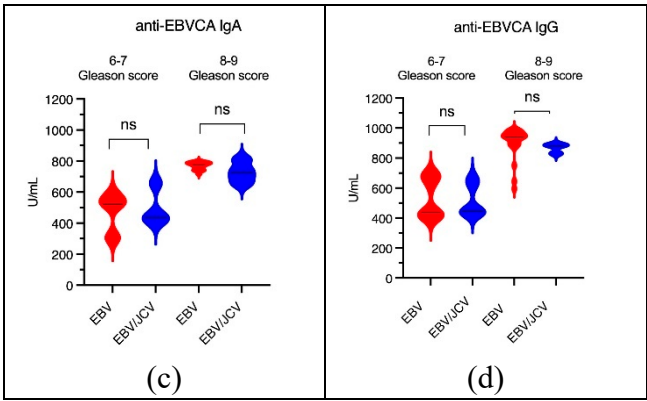 anti-EBVCA IgA
6-7
Gleason score
8-9
Gleason score
ns
ns
1200
1000
800
600
400
200
0
U/mL
EBV
EBV/JCV
EBV
EBV/JCV
(c)
anti-EBVCA IgG
6-7
Gleason score
8-9
Gleason score
ns
ns
1200
1000
800
600
400
200
0
U/mL
EBV
EBV/JCV
EBV
EBV/JCV
(d)